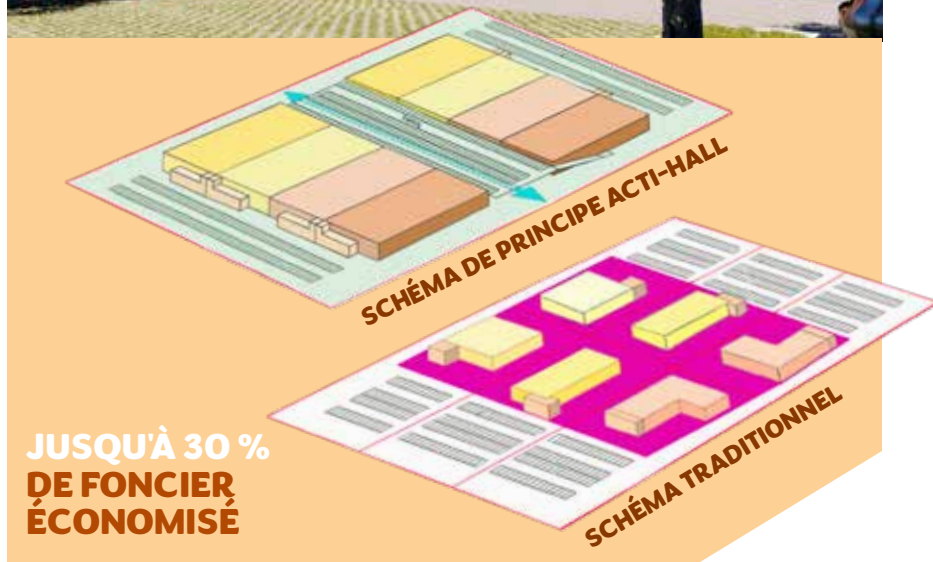 SCHÉMA DE PRINCIPE ACTI-HALL
SCHÉMA TRADITIONNEL
JUSQU'À 30 %
DE FONCIER
ÉCONOMISÉ